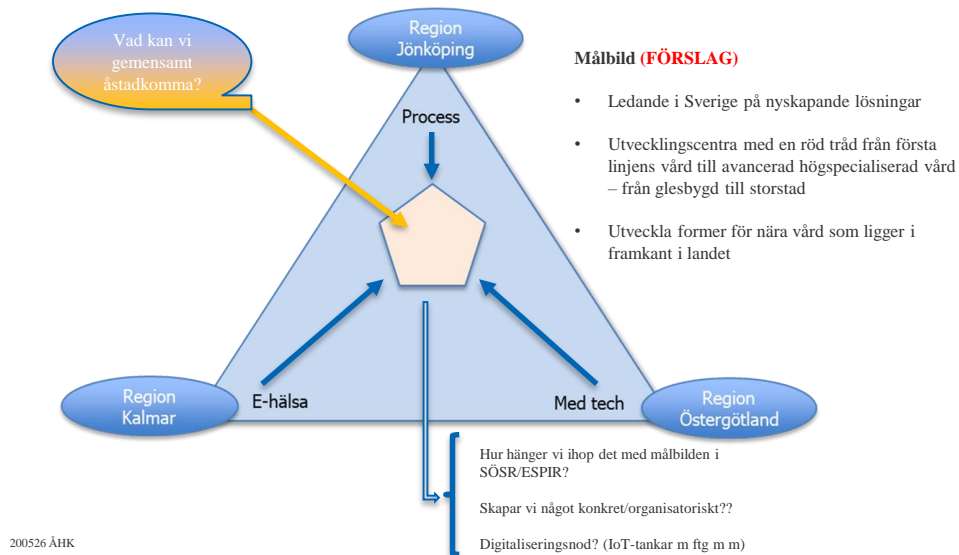 Region
Jönköping
Vad kan vi
gemensamt
åstadkomma?
Målbild (FÖRSLAG)
• Ledande i Sverige på nyskapande lösningar
• Utvecklingscentra med en röd tråd från första
linjens vård till avancerad högspecialiserad vård
– från glesbygd till storstad
• Utveckla former för nära vård som ligger i
framkant i landet
Process
E-hälsa
Med tech
Region
Kalmar
Region
Östergötland
Hur hänger vi ihop det med målbilden i
SÖSR/ESPIR?
Skapar vi något konkret/organisatoriskt??
Digitaliseringsnod? (IoT-tankar m ftg m m)
200526 ÅHK